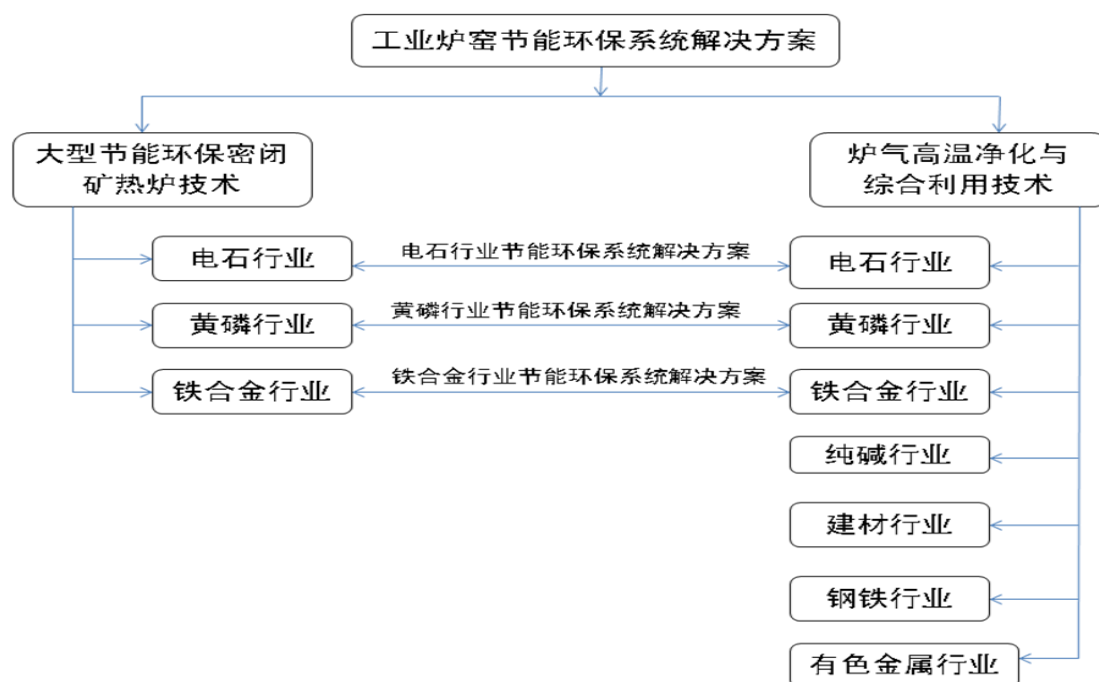 工业炉窑节能环保系统解决方案
大型节能环保密闭
矿热炉技术
炉气高温净化与
综合利用技术
电石行业
电石行业节能环保系统解决方案
电石行业
黄磷行业
黄磷行业节能环保系统解决方案
黄磷行业
铁合金行业
铁合金行业节能环保系统解决方案
铁合金行业
纯碱行业
建材行业
钢铁行业
有色金属行业